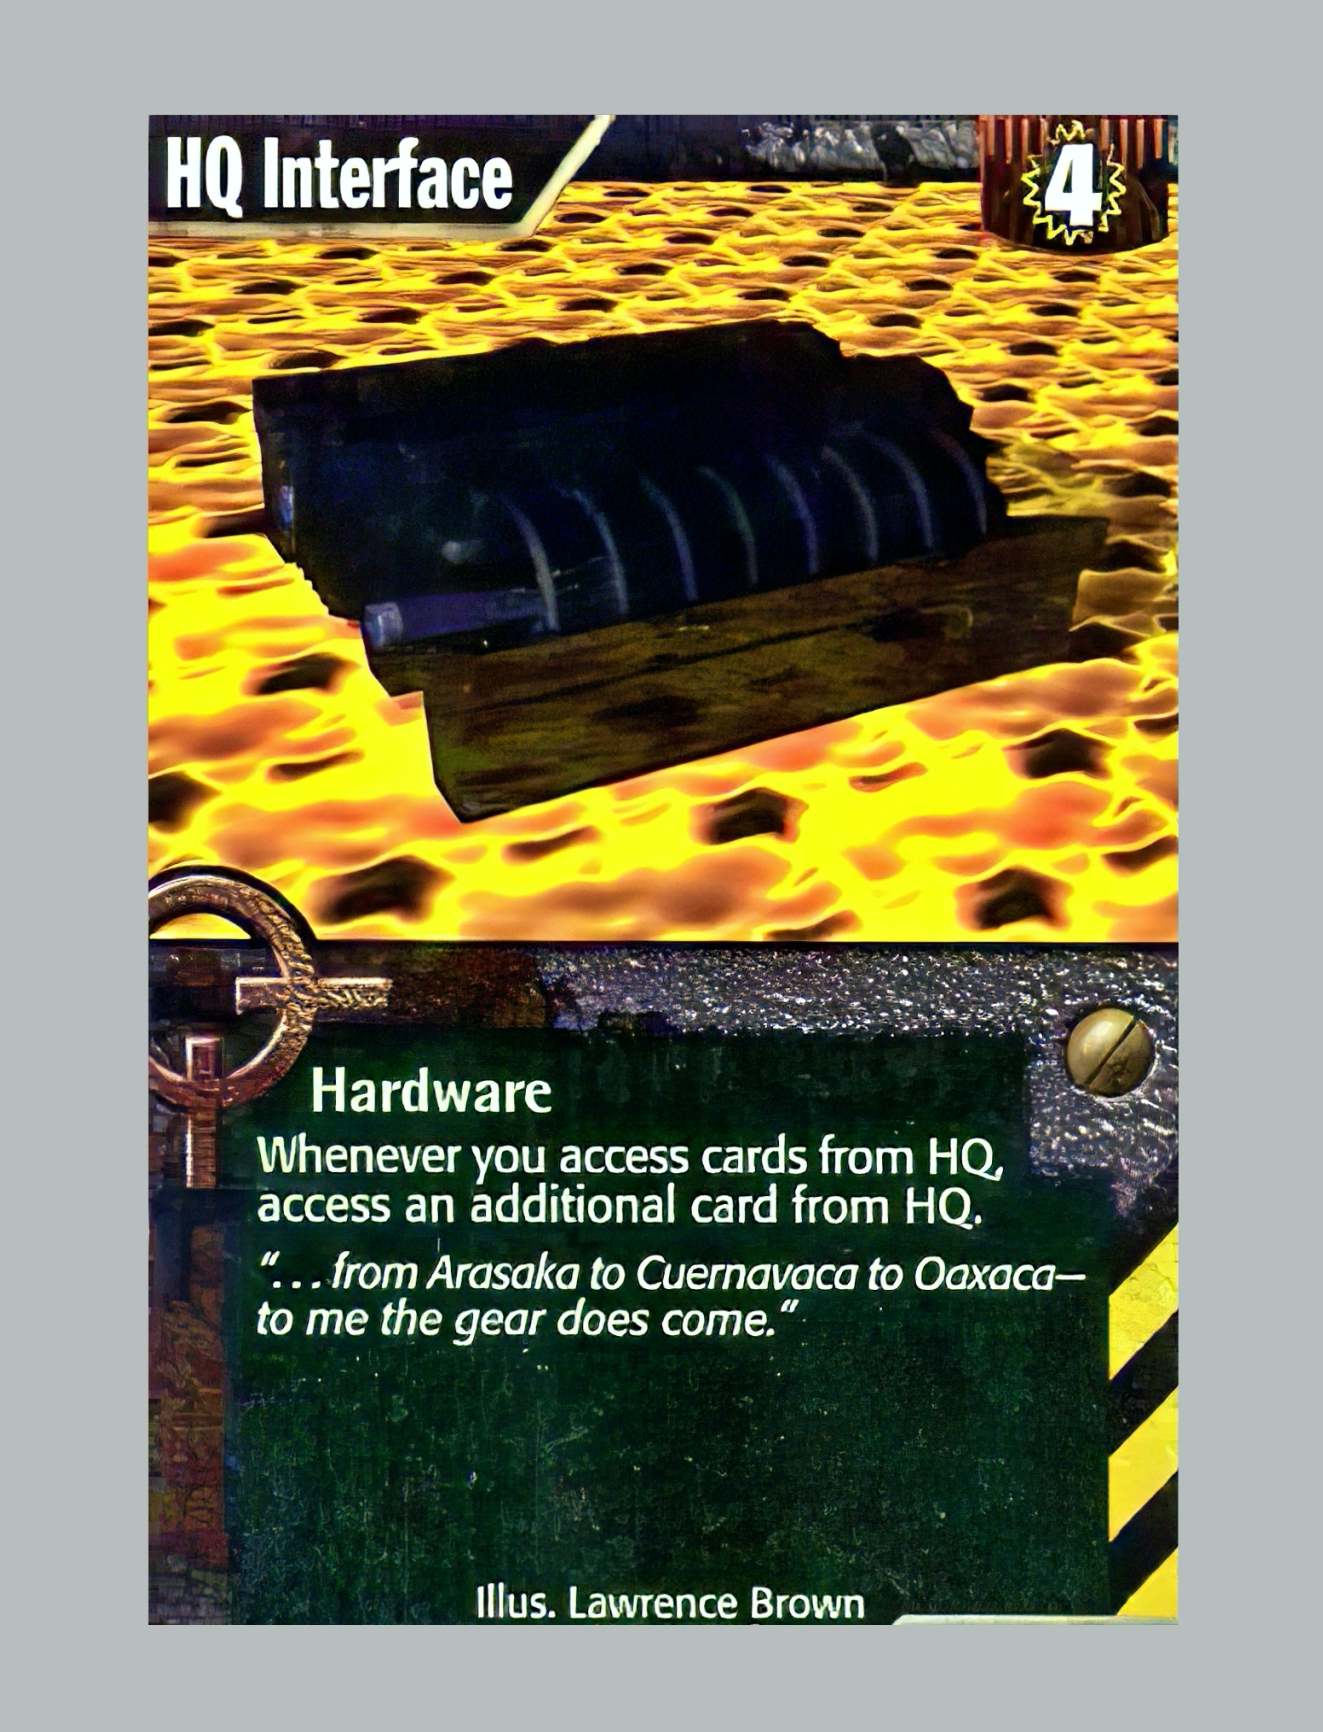 HQ Interface
4
Hardware
Whenever you access cards from HQ,
access an additional card from HQ.
“. . . from Arasaka to Cuernavaca to Oaxaca—
to me the gear does come.“
Illus. Lawrence Brown